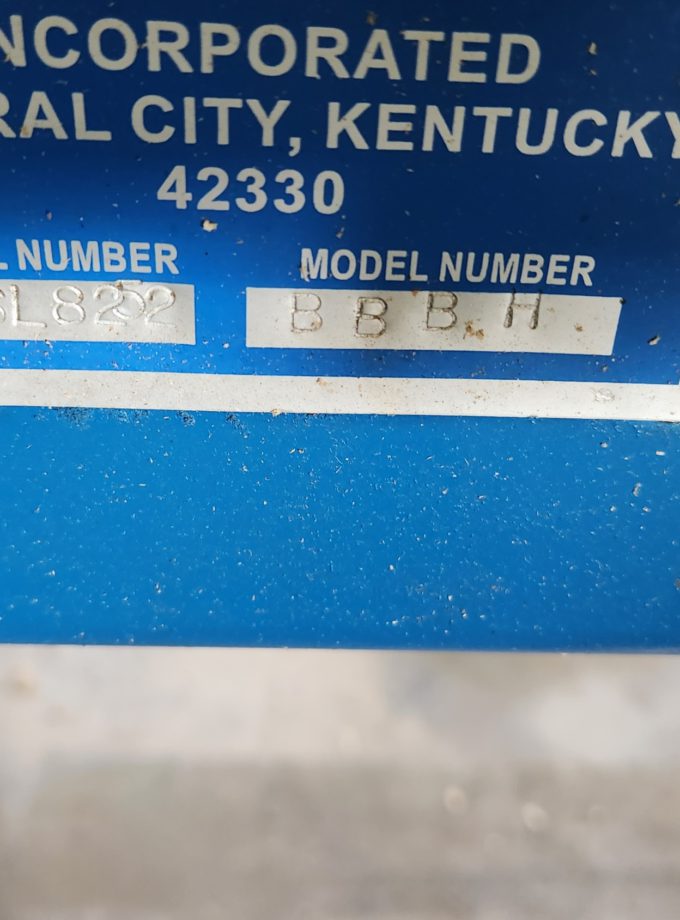 NCORPORATED
RAL CITY, KENTUCKY
42330
L NUMBER MODEL NUMBER
BBBH